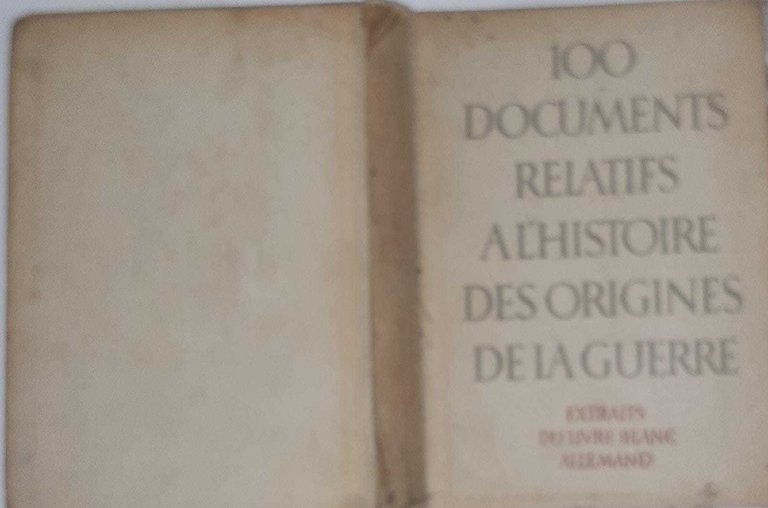 100
DOCUMENTS
RELATIFS
A L'HISTOIRE
DES ORIGINES
DE LA GUERRE
EXTRAITS
DU LIVRE BLANC
ALLEMAND